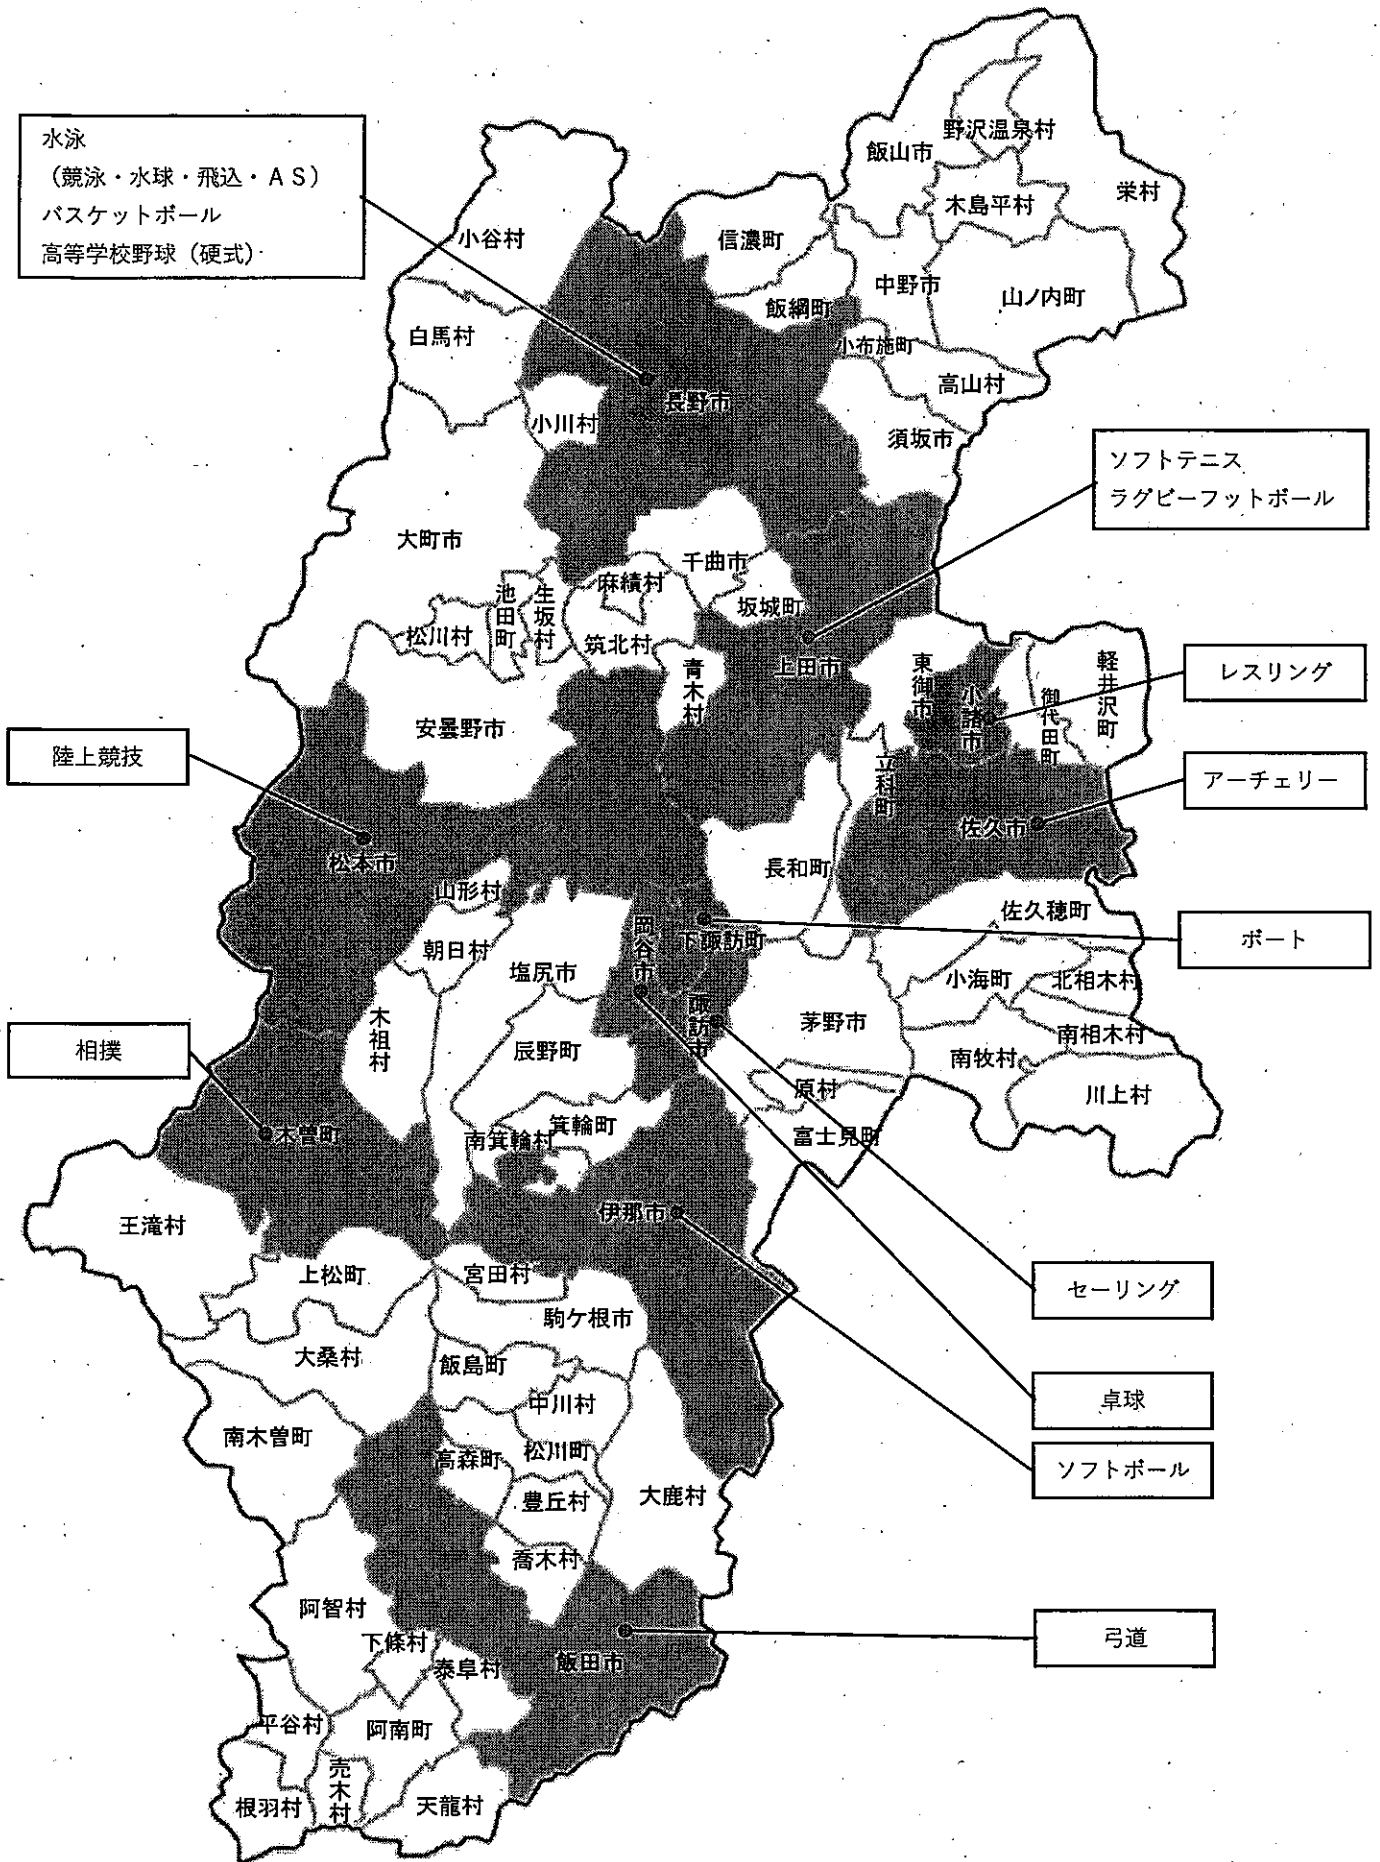 水泳
（競泳・水球・飛込・ＡＳ）
バスケットボール
高等学校野球（硬式）
野沢温泉村
飯山市
栄村
木島平村
小谷村
信濃町
中野市
山ノ内町
飯綱町
白馬村
小布施町
高山村
長野市
小川村
須坂市
ソフトテニス
ラグビーフットボール
大町市
千曲市
麻績村
池田町
生坂村
坂城町
松川村
筑北村
上田市
青木村
東御市
小諸市
御代田町
軽井沢町
レスリング
安曇野市
陸上競技
立科町
アーチェリー
佐久市
松本市
長和町
山形村
佐久穂町
岡谷市
下諏訪町
ボート
朝日村
塩尻市
小海町
北相木村
諏訪市
茅野市
木祖村
相撲
辰野町
南相木村
南牧村
原村
川上村
箕輪町
南箕輪村
富士見町
木曽町
伊那市
王滝村
上松町
宮田村
セーリング
駒ケ根市
大桑村
飯島町
卓球
中川村
南木曽町
松川町
高森町
ソフトボール
豊丘村
大鹿村
喬木村
阿智村
弓道
下條村
泰阜村
飯田市
平谷村
阿南町
売木村
根羽村
天龍村